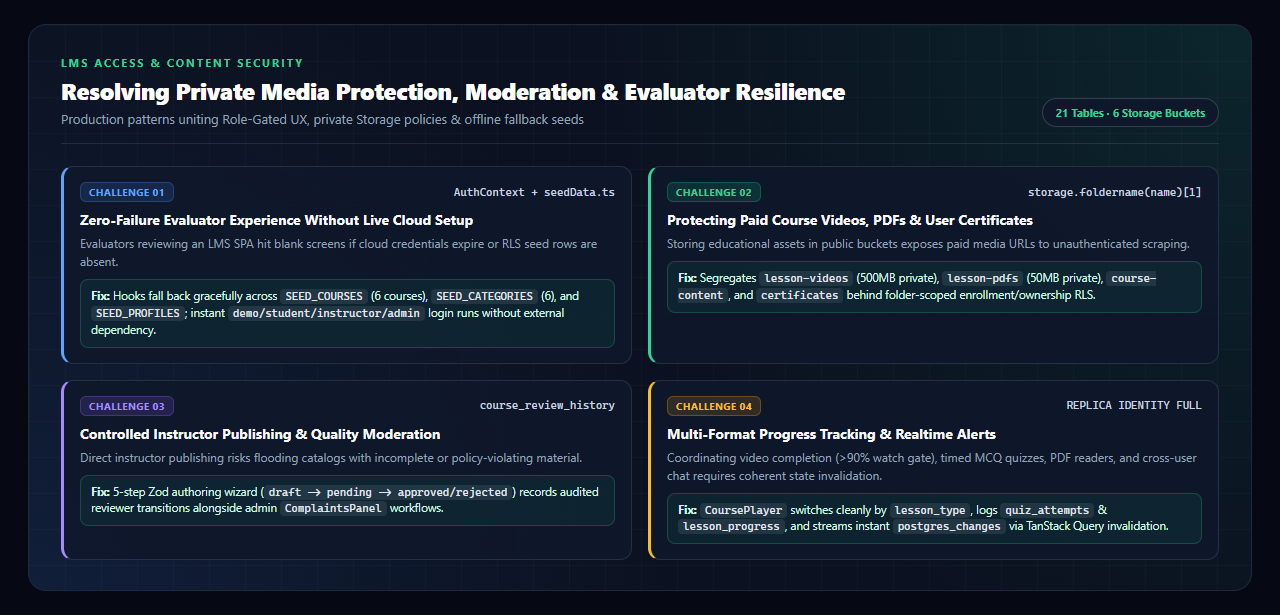 LMS ACCESS & CONTENT SECURITY
Resolving Private Media Protection, Moderation & Evaluator Resilience
Production patterns uniting Role-Gated UX, private Storage policies & offline fallback seeds
21 Tables · 6 Storage Buckets
CHALLENGE 01
AuthContext + seedData.ts
Zero-Failure Evaluator Experience Without Live Cloud Setup
Evaluators reviewing an LMS SPA hit blank screens if cloud credentials expire or RLS seed rows are
absent.
Fix: Hooks fall back gracefully across SEED_COURSES (6 courses), SEED_CATEGORIES (6), and
SEED_PROFILES; instant demo/student/instructor/admin login runs without external
dependency.
CHALLENGE 02
storage.foldername(name)[1]
Protecting Paid Course Videos, PDFs & User Certificates
Storing educational assets in public buckets exposes paid media URLs to unauthenticated scraping.
Fix: Segregates lesson-videos (500MB private), lesson-pdfs (50MB private), course-
content, and certificates behind folder-scoped enrollment/ownership RLS.
CHALLENGE 03
course_review_history
Controlled Instructor Publishing & Quality Moderation
Direct instructor publishing risks flooding catalogs with incomplete or policy-violating material.
Fix: 5-step Zod authoring wizard (draft → pending → approved/rejected) records audited
reviewer transitions alongside admin ComplaintsPanel workflows.
CHALLENGE 04
REPLICA IDENTITY FULL
Multi-Format Progress Tracking & Realtime Alerts
Coordinating video completion (>90% watch gate), timed MCQ quizzes, PDF readers, and cross-user
chat requires coherent state invalidation.
Fix: CoursePlayer switches cleanly by lesson_type, logs quiz_attempts &
lesson_progress, and streams instant postgres_changes via TanStack Query invalidation.